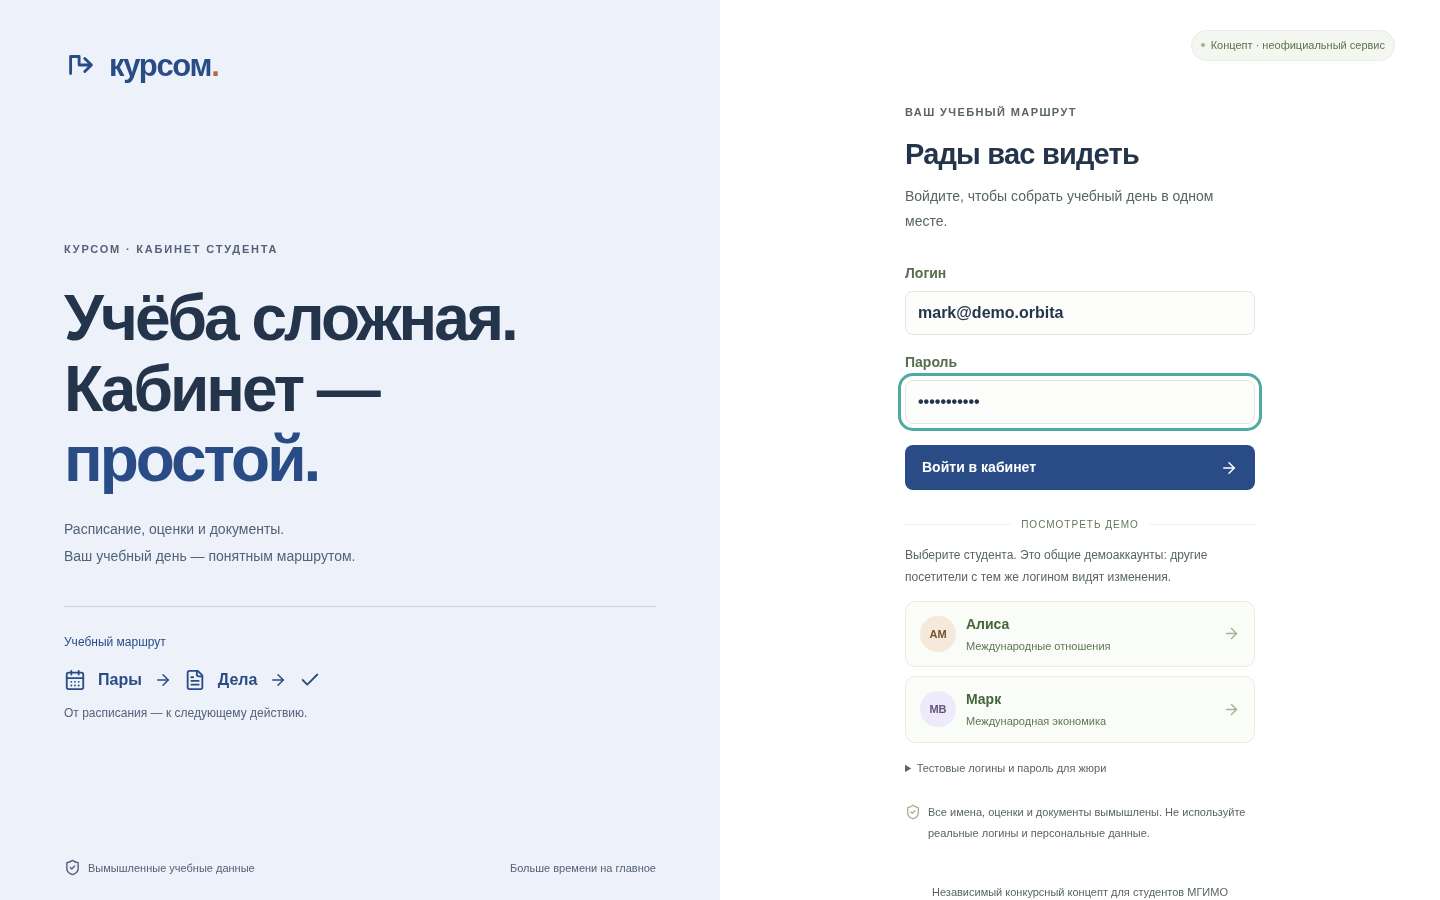 курсом.
КУРСОМ · КАБИНЕТ СТУДЕНТА
Учёба сложная.
Кабинет —
простой.
Расписание, оценки и документы.
Ваш учебный день — понятным маршрутом.
Учебный маршрут
Пары
Дела
От расписания — к следующему действию.
Вымышленные учебные данные
Больше времени на главное
Концепт · неофициальный сервис
ВАШ УЧЕБНЫЙ МАРШРУТ
Рады вас видеть
Войдите, чтобы собрать учебный день в одном
месте.
Логин
mark@demo.orbita
Пароль
•••••••••••
Войти в кабинет
ПОСМОТРЕТЬ ДЕМО
Выберите студента. Это общие демоаккаунты: другие
посетители с тем же логином видят изменения.
АМ
Алиса
Международные отношения
МВ
Марк
Международная экономика
Тестовые логины и пароль для жюри
Все имена, оценки и документы вымышлены. Не используйте
реальные логины и персональные данные.
Независимый конкурсный концепт для студентов МГИМО